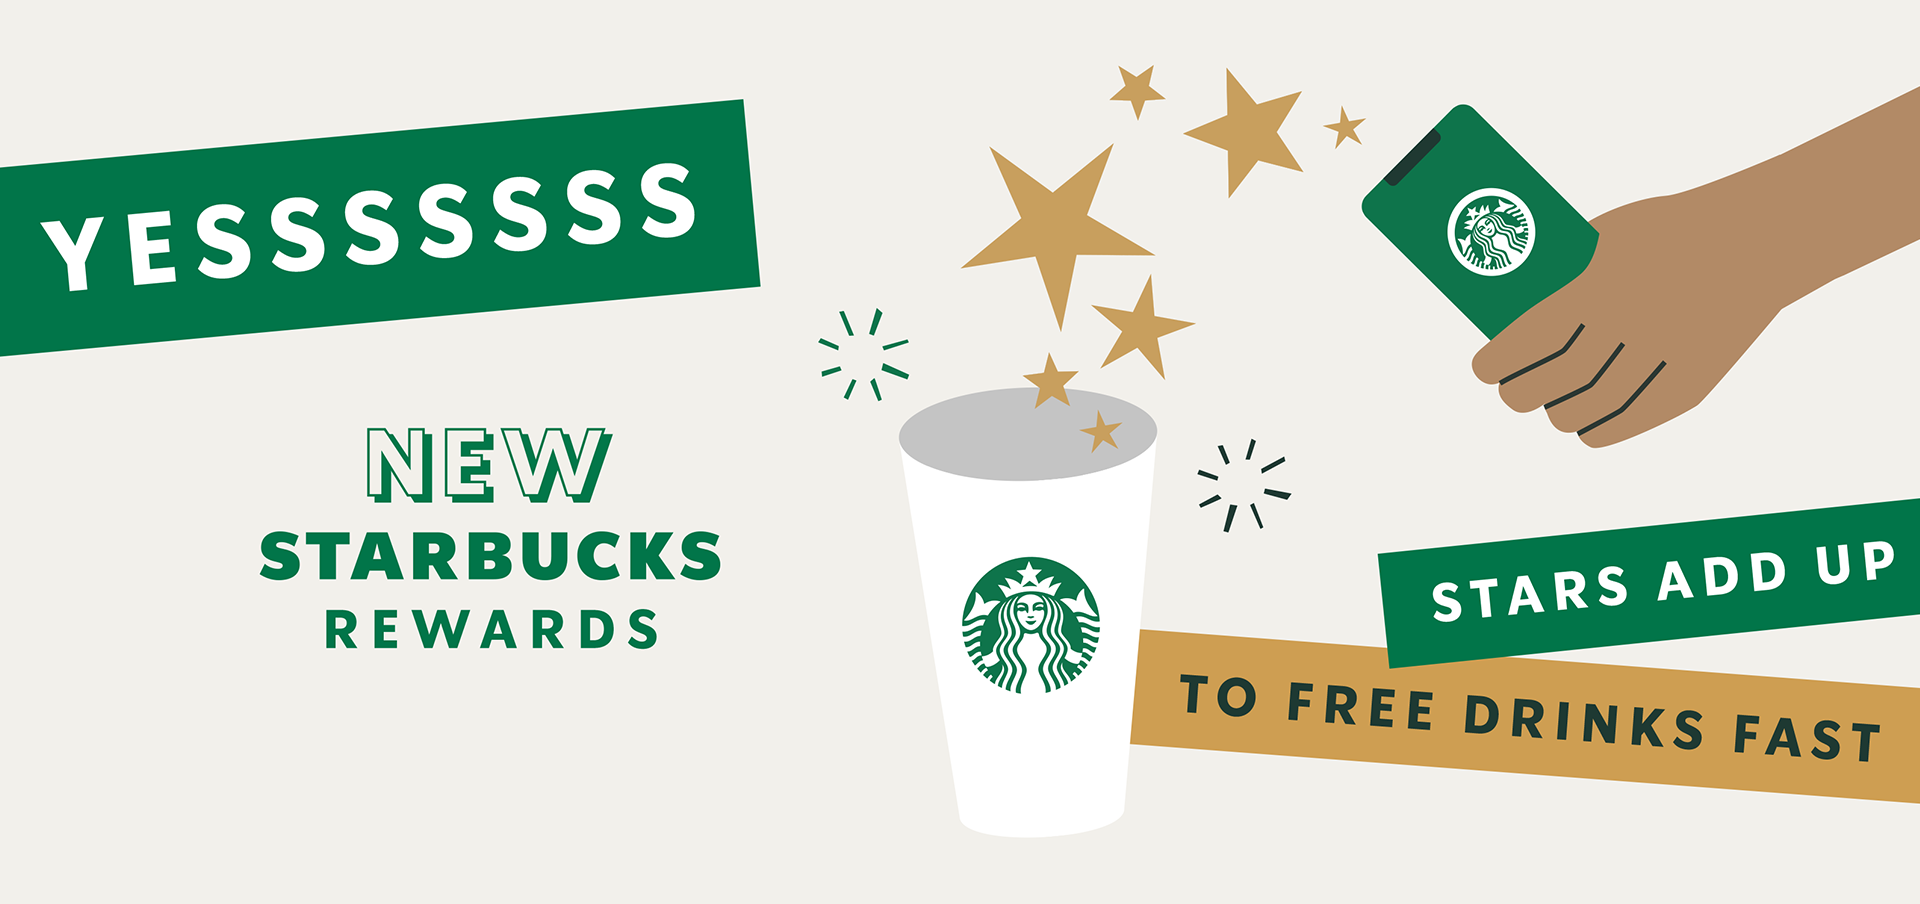 YESSSSSSS
NEW
STARBUCKS
REWARDS
STARS ADD UP
TO FREE DRINKS FAST